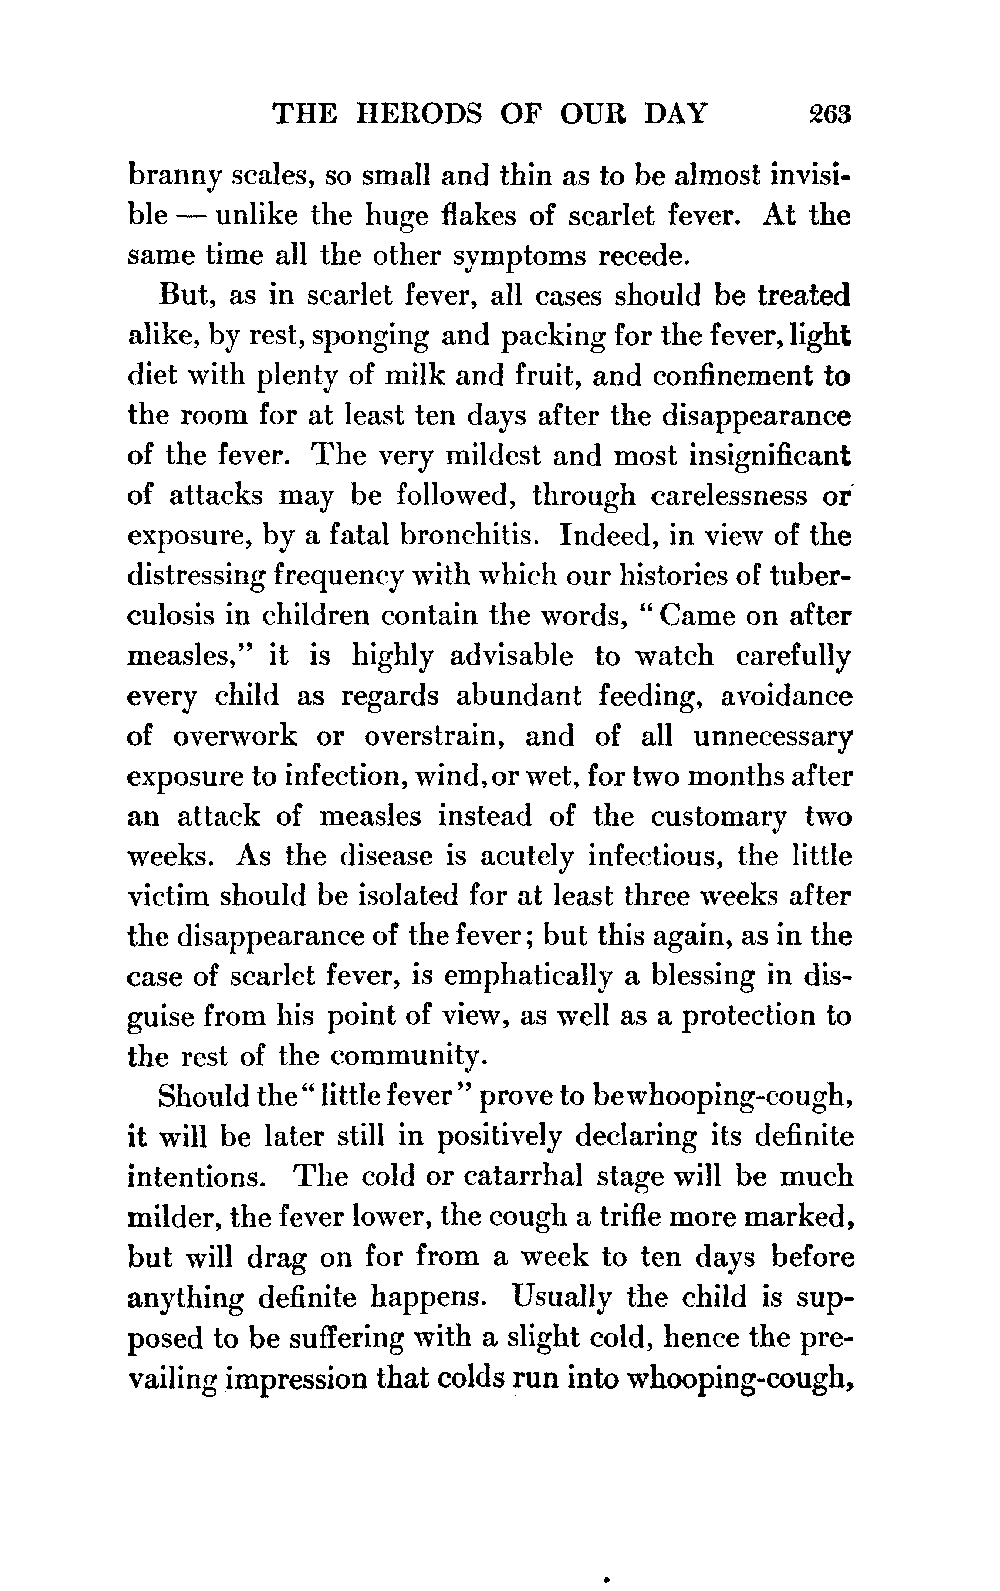 THE HERODS OF OUR DAY 263
branny scales, so small and thin as to be almost invisi-
ble — unlike the huge flakes of scarlet fever. At the
same time all the other symptoms recede.
But, as in scarlet fever, all cases should be treated
alike, by rest, sponging and packing for the fever, light
diet with plenty of milk and fruit, and confinement to
the room for at least ten days after the disappearance
of the fever. The very mildest and most insignificant
of attacks may be followed, through carelessness or
exposure, by a fatal bronchitis. Indeed, in view of the
distressing frequency with which our histories of tuber-
culosis in children contain the words, "Came on after
measles," it is highly advisable to watch carefully
every child as regards abundant feeding, avoidance
of overwork or overstrain, and of all unnecessary
exposure to infection, wind, or wet, for two months after
an attack of measles instead of the customary two
weeks. As the disease is acutely infectious, the little
victim should be isolated for at least three weeks after
the disappearance of the fever; but this again, as in the
case of scarlet fever, is emphatically a blessing in dis-
guise from his point of view, as well as a protection to
the rest of the community.
Should the "little fever" prove to be whooping-cough,
it will be later still in positively declaring its definite
intentions. The cold or catarrhal stage will be much
milder, the fever lower, the cough a trifle more marked,
but will drag on for from a week to ten days before
anything definite happens. Usually the child is sup-
posed to be suffering with a slight cold, hence the pre-
vailing impression that colds run into whooping-cough,